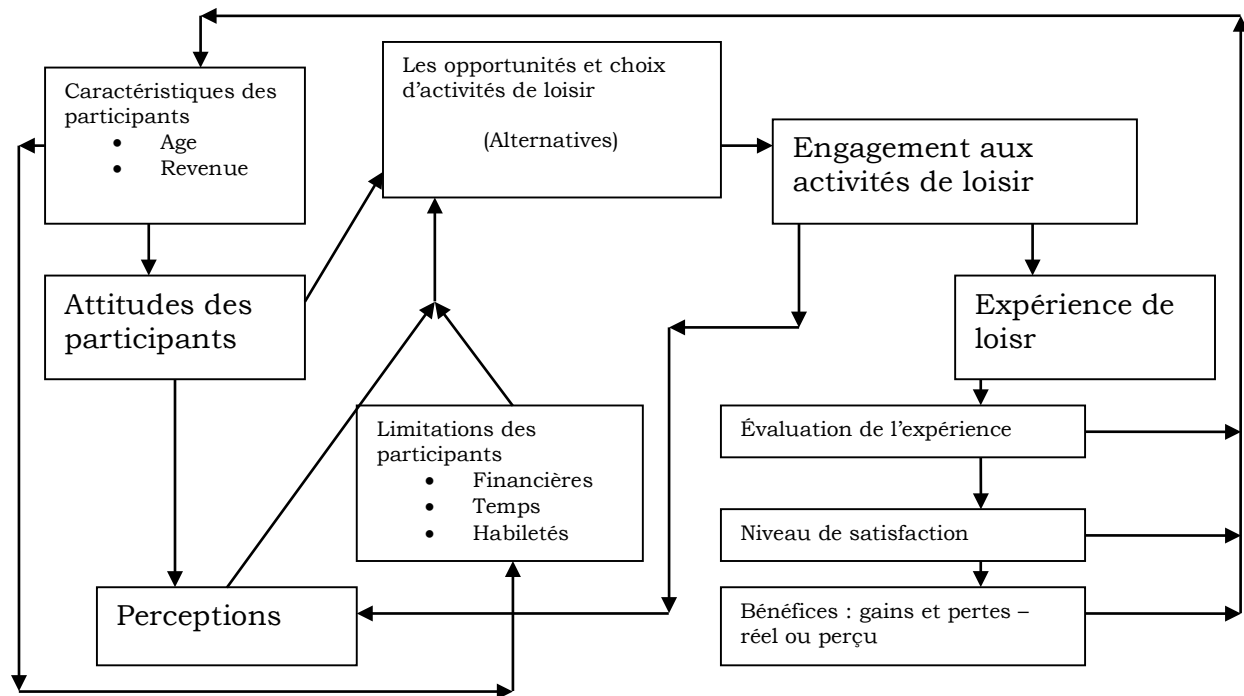 Caractéristiques des
participants
• Age
• Revenue
Les opportunités et choix
d’activités de loisir
(Alternatives)
Engagement aux
activités de loisir
Attitudes des
participants
Expérience de
loisr
Limitations des
participants
• Financières
• Temps
• Habiletés
Évaluation de l’expérience
Niveau de satisfaction
Perceptions
Bénéfices : gains et pertes –
réel ou perçu